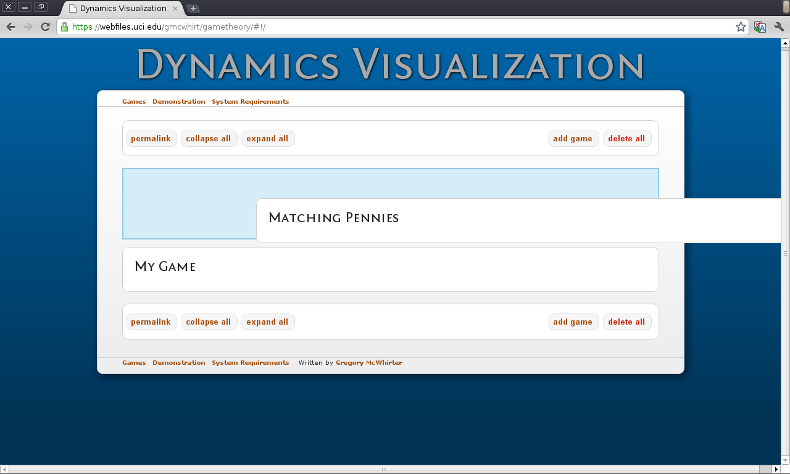 Dynamics Visualization
https://webfiles.uci.edu/gmcwhirt/gametheory/#!/
Dynamics Visualization
Games Demonstration System Requirements
permalink collapse all expand all add game delete all
Matching Pennies
My Game
permalink collapse all expand all add game delete all
Games Demonstration System Requirements Written by Gregory McWhirter